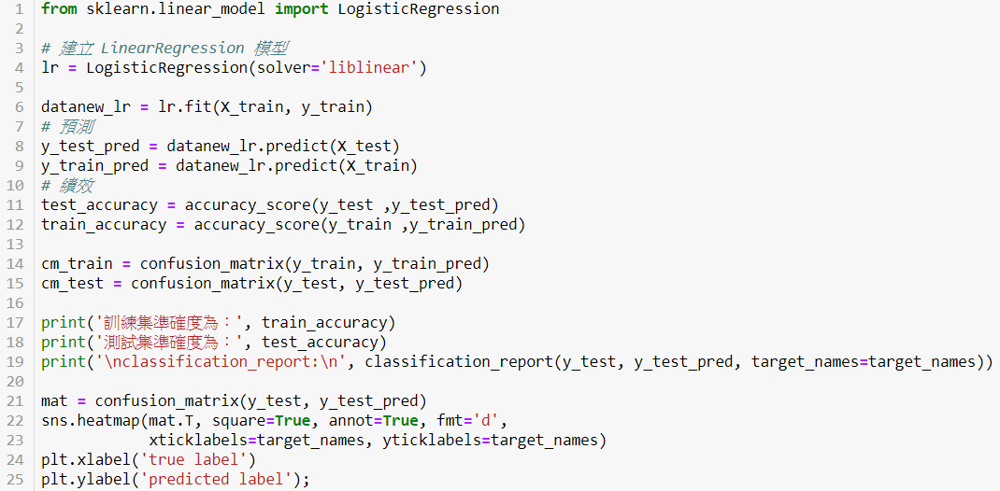 1 from sklearn.linear_model import LogisticRegression
2
3 # 建立 LinearRegression 模型
4 lr = LogisticRegression(solver='liblinear')
5
6 datanew_lr = lr.fit(X_train, y_train)
7 # 預測
8 y_test_pred = datanew_lr.predict(X_test)
9 y_train_pred = datanew_lr.predict(X_train)
10 # 績效
11 test_accuracy = accuracy_score(y_test ,y_test_pred)
12 train_accuracy = accuracy_score(y_train ,y_train_pred)
13
14 cm_train = confusion_matrix(y_train, y_train_pred)
15 cm_test = confusion_matrix(y_test, y_test_pred)
16
17 print('訓練集準確度為：', train_accuracy)
18 print('測試集準確度為：', test_accuracy)
19 print('\nclassification_report:\n', classification_report(y_test, y_test_pred, target_names=target_names))
20
21 mat = confusion_matrix(y_test, y_test_pred)
22 sns.heatmap(mat.T, square=True, annot=True, fmt='d',
23             xticklabels=target_names, yticklabels=target_names)
24 plt.xlabel('true label')
25 plt.ylabel('predicted label');